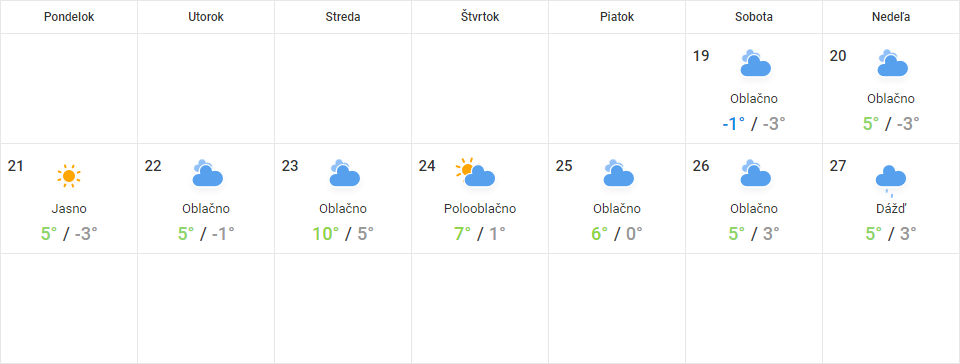 Pondelok Utorok Streda Štvrtok Piatok Sobota Nedeľa
19 20
Oblačno Oblačno
-1° / -3° 5° / -3°
21 22 23 24 25 26 27
Jasno Oblačno Oblačno Polooblačno Oblačno Oblačno Dážď
5° / -3° 5° / -1° 10° / 5° 7° / 1° 6° / 0° 5° / 3° 5° / 3°